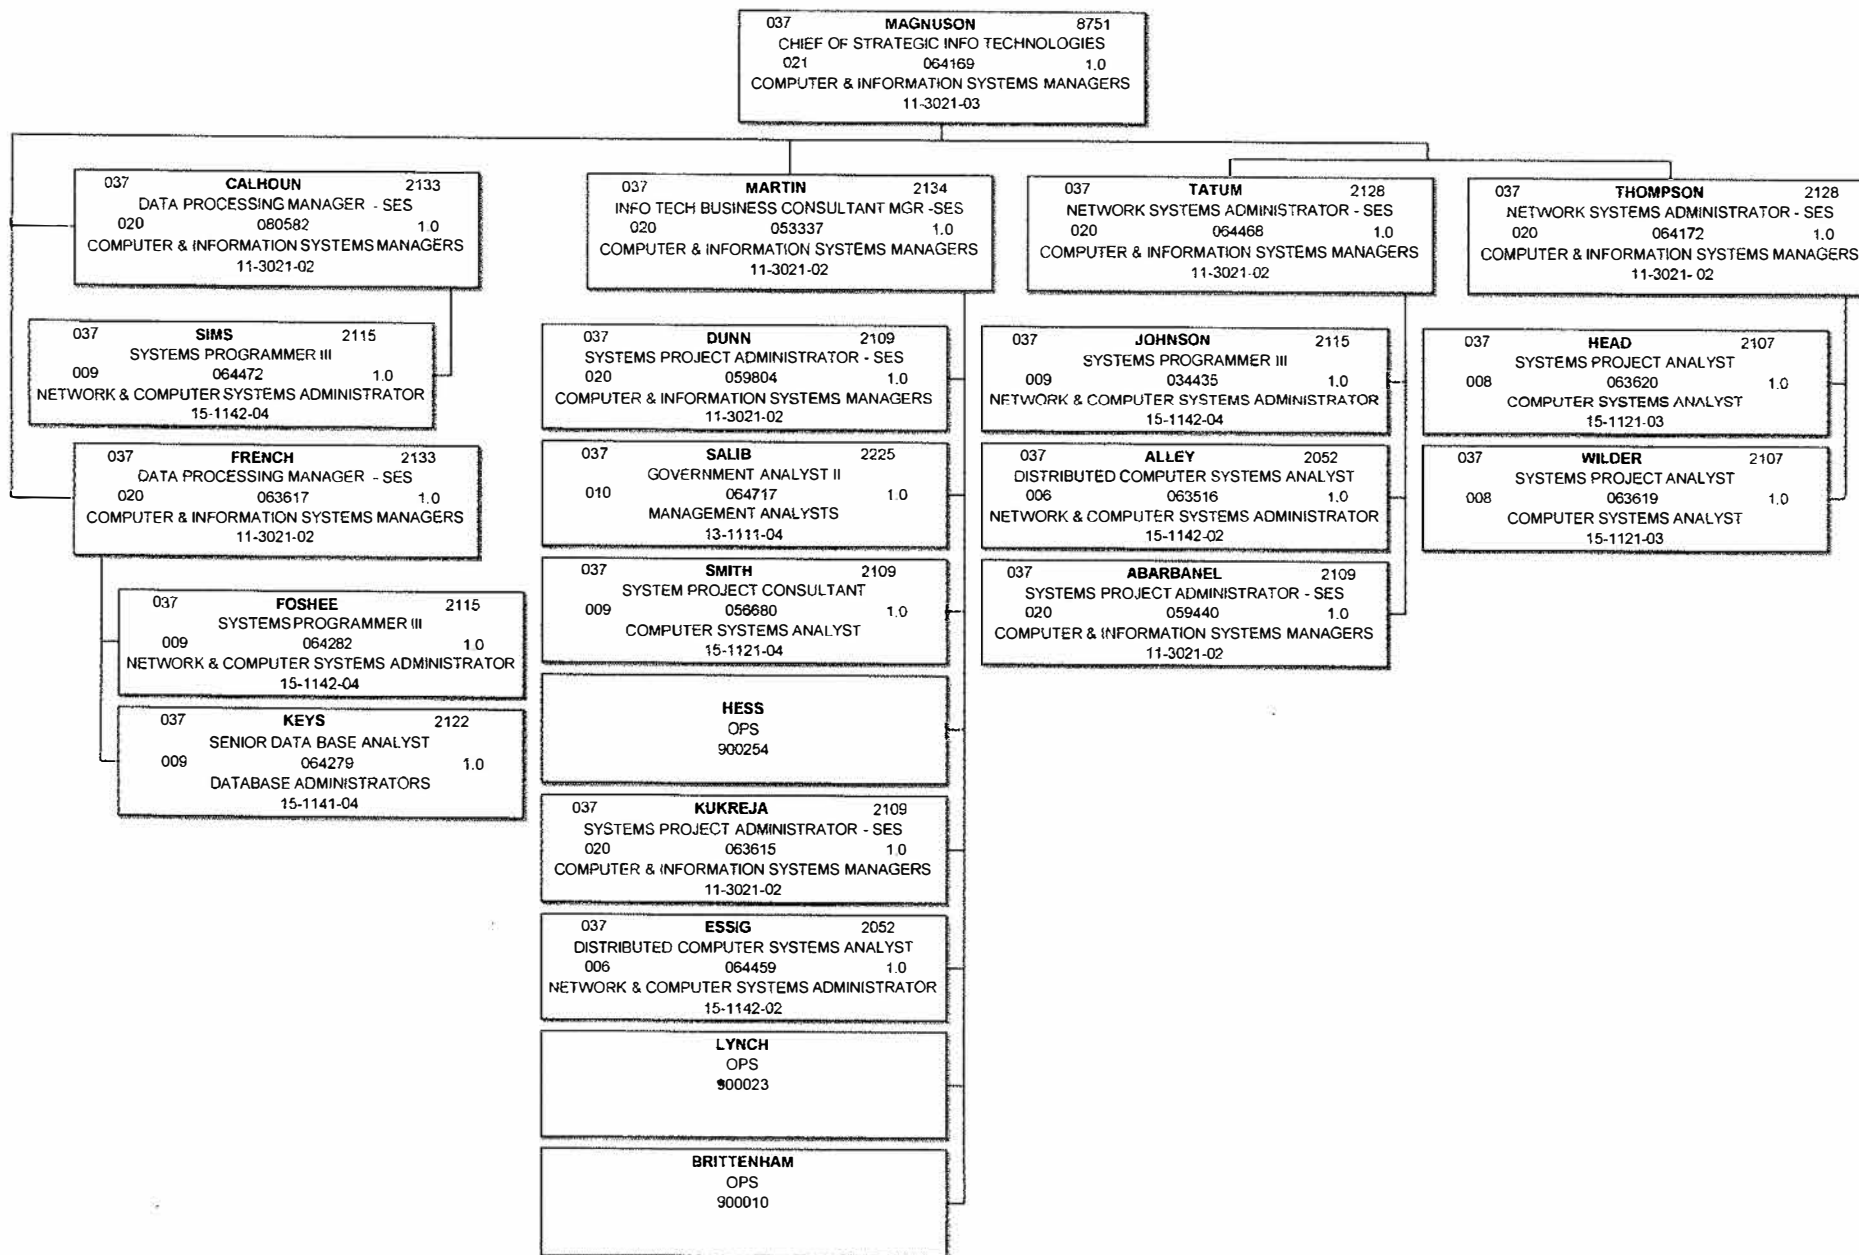 037 MAGNUSON 8751
CHIEF OF STRATEGIC INFO TECHNOLOGIES
021 064169 1.0
COMPUTER & INFORMATION SYSTEMS MANAGERS
11-3021-03
037 CALHOUN 2133
DATA PROCESSING MANAGER - SES
020 080582 1.0
COMPUTER & INFORMATION SYSTEMS MANAGERS
11-3021-02
037 SIMS 2115
SYSTEMS PROGRAMMER III
009 064472 1.0
NETWORK & COMPUTER SYSTEMS ADMINISTRATOR
15-1142-04
037 FRENCH 2133
DATA PROCESSING MANAGER - SES
020 063617 1.0
COMPUTER & INFORMATION SYSTEMS MANAGERS
11-3021-02
037 FOSHEE 2115
SYSTEMS PROGRAMMER III
009 064282 1.0
NETWORK & COMPUTER SYSTEMS ADMINISTRATOR
15-1142-04
037 KEYS 2122
SENIOR DATA BASE ANALYST
009 064279 1.0
DATABASE ADMINISTRATORS
15-1141-04
037 MARTIN 2134
INFO TECH BUSINESS CONSULTANT MGR -SES
020 053337 1.0
COMPUTER & INFORMATION SYSTEMS MANAGERS
11-3021-02
037 DUNN 2109
SYSTEMS PROJECT ADMINISTRATOR - SES
020 059804 1.0
COMPUTER & INFORMATION SYSTEMS MANAGERS
11-3021-02
037 SALIB 2225
GOVERNMENT ANALYST II
010 064717 1.0
MANAGEMENT ANALYSTS
13-1111-04
037 SMITH 2109
SYSTEM PROJECT CONSULTANT
009 056680 1.0
COMPUTER SYSTEMS ANALYST
15-1121-04
HESS
OPS
900254
037 KUKREJA 2109
SYSTEMS PROJECT ADMINISTRATOR - SES
020 063615 1.0
COMPUTER & INFORMATION SYSTEMS MANAGERS
11-3021-02
037 ESSIG 2052
DISTRIBUTED COMPUTER SYSTEMS ANALYST
006 064459 1.0
NETWORK & COMPUTER SYSTEMS ADMINISTRATOR
15-1142-02
LYNCH
OPS
900023
BRITTENHAM
OPS
900010
037 TATUM 2128
NETWORK SYSTEMS ADMINISTRATOR - SES
020 064468 1.0
COMPUTER & INFORMATION SYSTEMS MANAGERS
11-3021-02
037 JOHNSON 2115
SYSTEMS PROGRAMMER III
009 034435 1.0
NETWORK & COMPUTER SYSTEMS ADMINISTRATOR
15-1142-04
037 ALLEY 2052
DISTRIBUTED COMPUTER SYSTEMS ANALYST
006 063516 1.0
NETWORK & COMPUTER SYSTEMS ADMINISTRATOR
15-1142-02
037 ABARBANEL 2109
SYSTEMS PROJECT ADMINISTRATOR - SES
020 059440 1.0
COMPUTER & INFORMATION SYSTEMS MANAGERS
11-3021-02
037 THOMPSON 2128
NETWORK SYSTEMS ADMINISTRATOR - SES
020 064172 1.0
COMPUTER & INFORMATION SYSTEMS MANAGERS
11-3021- 02
037 HEAD 2107
SYSTEMS PROJECT ANALYST
008 063620 1.0
COMPUTER SYSTEMS ANALYST
15-1121-03
037 WILDER 2107
SYSTEMS PROJECT ANALYST
008 063619 1.0
COMPUTER SYSTEMS ANALYST
15-1121-03